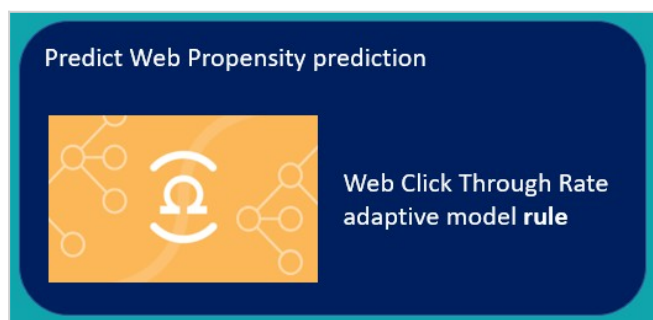 Predict Web Propensity prediction
Web Click Through Rate
adaptive model rule